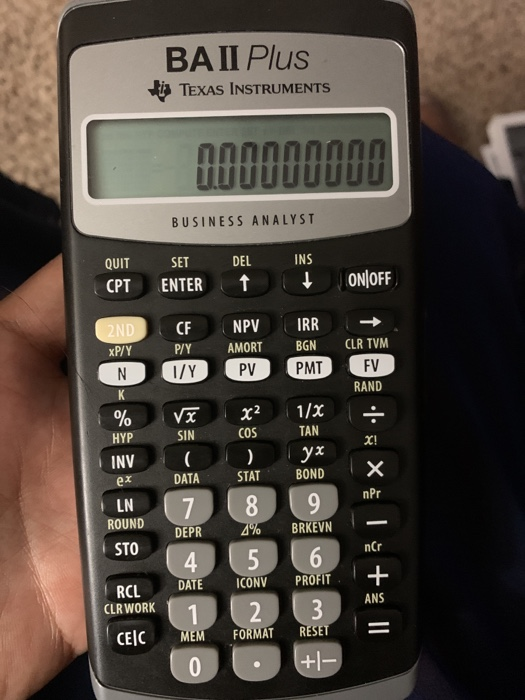 BA II Plus
TEXAS INSTRUMENTS
0.00000000
BUSINESS ANALYST
QUIT SET DEL INS
CPT ENTER ↑ ↓ ON|OFF
2ND CF NPV IRR →
xP/Y P/Y AMORT BGN CLR TVM
N I/Y PV PMT FV
K RAND
% √x x² 1/x ÷
HYP SIN COS TAN x!
INV ( ) yx ×
eˣ DATA STAT BOND nPr
LN 7 8 9 −
ROUND DEPR Δ% BRKEVN nCr
STO 4 5 6 +
DATE ICONV PROFIT ANS
RCL 1 2 3 =
CLR WORK MEM FORMAT RESET
CE|C 0 . +|−